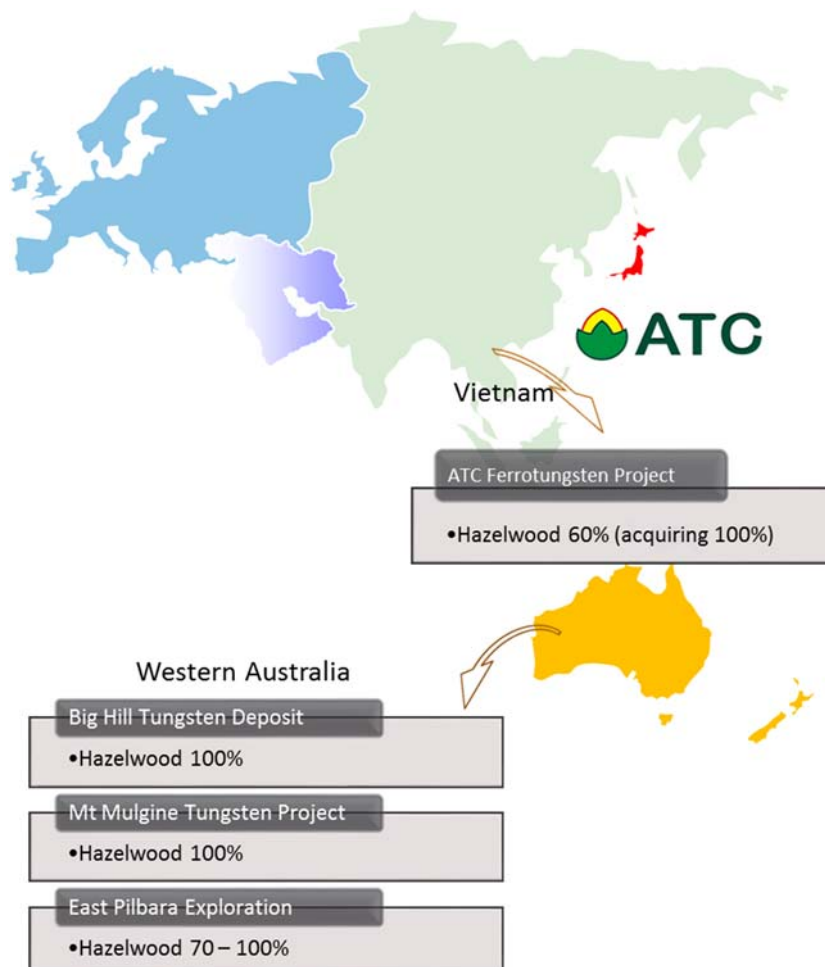 ATC
Vietnam
ATC Ferrotungsten Project
•Hazelwood 60% (acquiring 100%)
Western Australia
Big Hill Tungsten Deposit
•Hazelwood 100%
Mt Mulgine Tungsten Project
•Hazelwood 100%
East Pilbara Exploration
•Hazelwood 70 – 100%